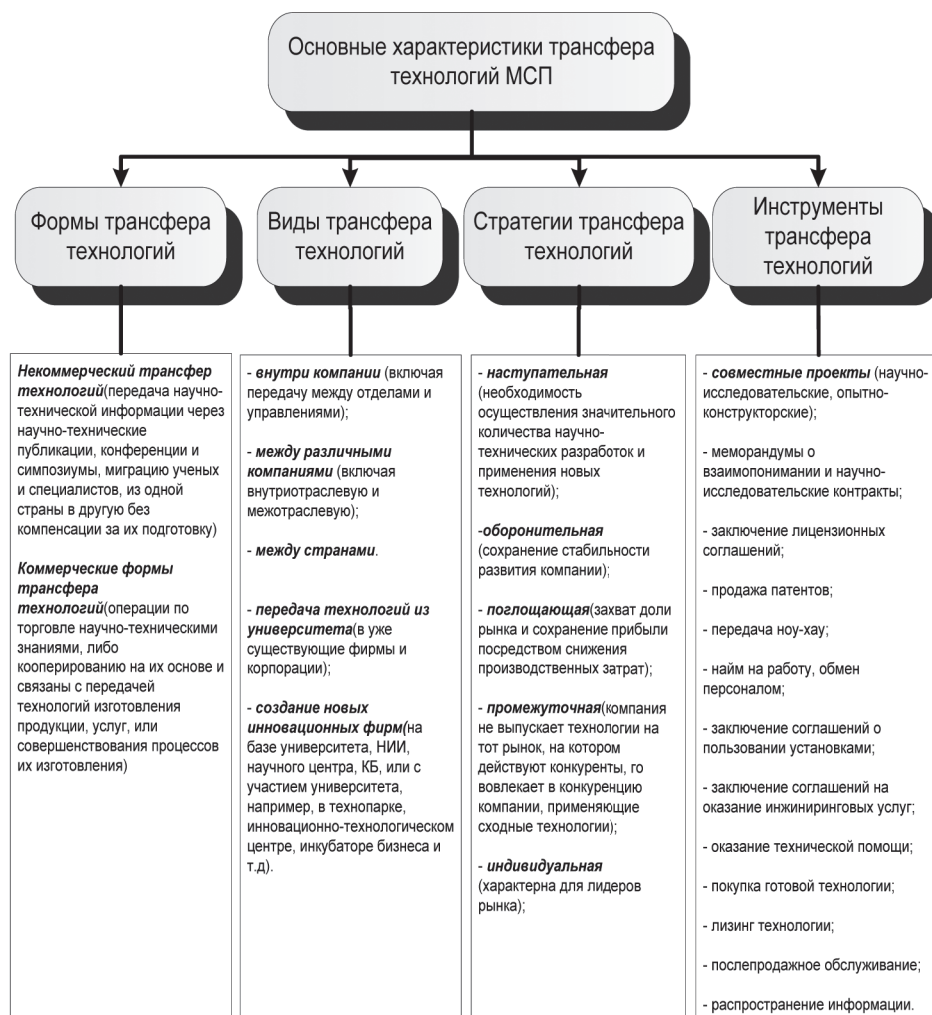 Основные характеристики трансфера
технологий МСП
Формы трансфера
технологий
Виды трансфера
технологий
Стратегии трансфера
технологий
Инструменты
трансфера
технологий
Некоммерческий трансфер
технологий(передача научно-
технической информации через
научно-технические
публикации, конференции и
симпозиумы, миграцию ученых
и специалистов, из одной
страны в другую без
компенсации за их подготовку)
Коммерческие формы
трансфера
технологий(операции по
торговле научно-техническими
знаниями, либо
кооперированию на их основе и
связаны с передачей
технологий изготовления
продукции, услуг, или
совершенствования процессов
их изготовления)
- внутри компании (включая
передачу между отделами и
управлениями);
- между различными
компаниями (включая
внутриотраслевую и
межотраслевую);
- между странами.
- передача технологий из
университета(в уже
существующие фирмы и
корпорации);
- создание новых
инновационных фирм(на
базе университета, НИИ,
научного центра, КБ, или с
участием университета,
например, в технопарке,
инновационно-технологическом
центре, инкубаторе бизнеса и
т.д).
- наступательная
(необходимость
осуществления значительного
количества научно-
технических разработок и
применения новых
технологий);
-оборонительная
(сохранение стабильности
развития компании);
- поглощающая(захват доли
рынка и сохранение прибыли
посредством снижения
производственных затрат);
- промежуточная(компания
не выпускает технологии на
тот рынок, на котором
действуют конкуренты, го
вовлекает в конкуренцию
компании, применяющие
сходные технологии);
- индивидуальная
(характерна для лидеров
рынка);
- совместные проекты (научно-
исследовательские, опытно-
конструкторские);
- меморандумы о
взаимопонимании и научно-
исследовательские контракты;
- заключение лицензионных
соглашений;
- продажа патентов;
- передача ноу-хау;
- найм на работу, обмен
персоналом;
- заключение соглашений о
пользовании установками;
- заключение соглашений на
оказание инжиниринговых услуг;
- оказание технической помощи;
- покупка готовой технологии;
- лизинг технологии;
- послепродажное обслуживание;
- распространение информации.